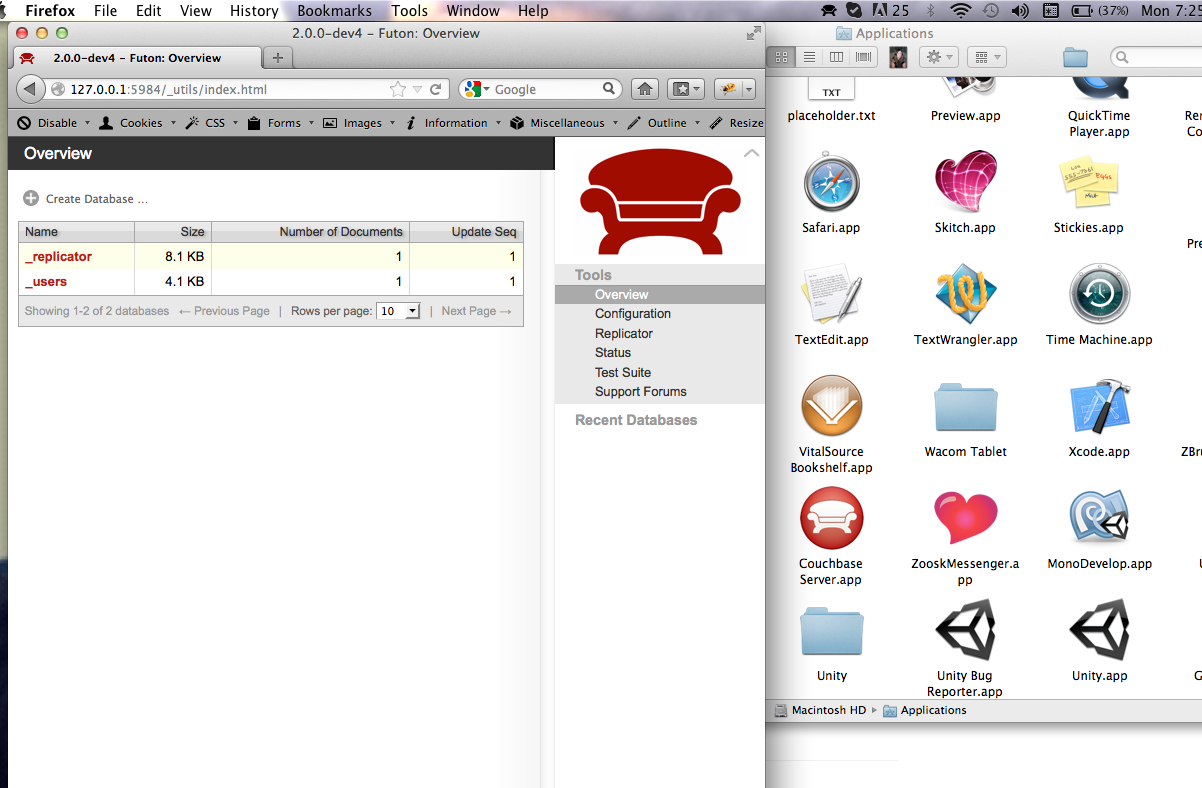 Firefox File Edit View History Bookmarks Tools Window Help 25 (37%) Mon 7:25
2.0.0-dev4 – Futon: Overview
2.0.0-dev4 – Futon: Overview
127.0.0.1:5984/_utils/index.html
Google
Disable Cookies CSS Forms Images Information Miscellaneous Outline Resize
Overview
Create Database ...
Name Size Number of Documents Update Seq
_replicator 8.1 KB 1 1
_users 4.1 KB 1 1
Showing 1-2 of 2 databases ← Previous Page | Rows per page: 10 | Next Page →
Tools
Overview
Configuration
Replicator
Status
Test Suite
Support Forums
Recent Databases
Applications
TXT
placeholder.txt Preview.app QuickTime
Player.app
Safari.app Skitch.app Stickies.app
TextEdit.app TextWrangler.app Time Machine.app
VitalSource
Bookshelf.app
Wacom Tablet Xcode.app
Couchbase
Server.app
ZooskMessenger.a
pp
MonoDevelop.app
Unity Unity Bug
Reporter.app
Unity.app
Macintosh HD ▸ Applications